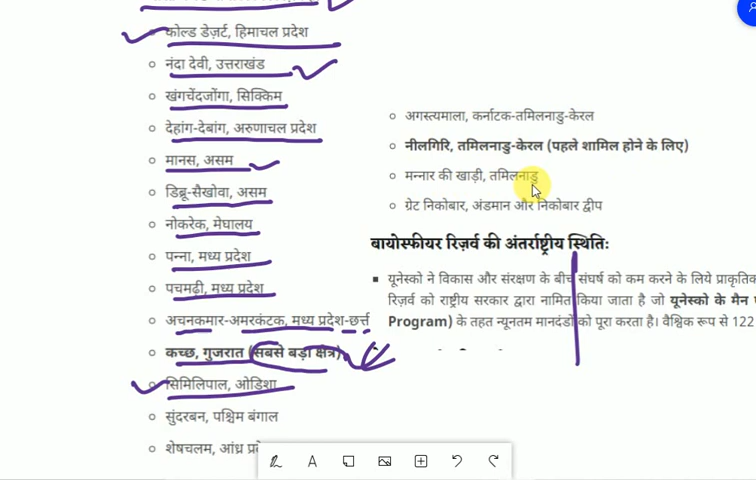 कोल्ड डेज़र्ट, हिमाचल प्रदेश
नंदा देवी, उत्तराखंड
खंगचेंदजोंगा, सिक्किम
देहांग-देबांग, अरुणाचल प्रदेश
मानस, असम
डिब्रू-सैखोवा, असम
नोकरेक, मेघालय
पन्ना, मध्य प्रदेश
पचमढ़ी, मध्य प्रदेश
अचनकमार-अमरकंटक, मध्य प्रदेश-छत्त
कच्छ, गुजरात (सबसे बड़ा क्षेत्र)
सिमिलिपाल, ओडिशा
सुंदरबन, पश्चिम बंगाल
शेषचलम, आंध्र प्रदे
अगस्त्यमाला, कर्नाटक-तमिलनाडु-केरल
नीलगिरि, तमिलनाडु-केरल (पहले शामिल होने के लिए)
मन्नार की खाड़ी, तमिलनाडु
ग्रेट निकोबार, अंडमान और निकोबार द्वीप
बायोस्फीयर रिज़र्व की अंतर्राष्ट्रीय स्थितिः
यूनेस्को ने विकास और संरक्षण के बीच संघर्ष को कम करने के लिये प्राकृतिक
रिज़र्व को राष्ट्रीय सरकार द्वारा नामित किया जाता है जो यूनेस्को के मैन ए
Program) के तहत न्यूनतम मानदंडों को पूरा करता है। वैश्विक रूप से 122